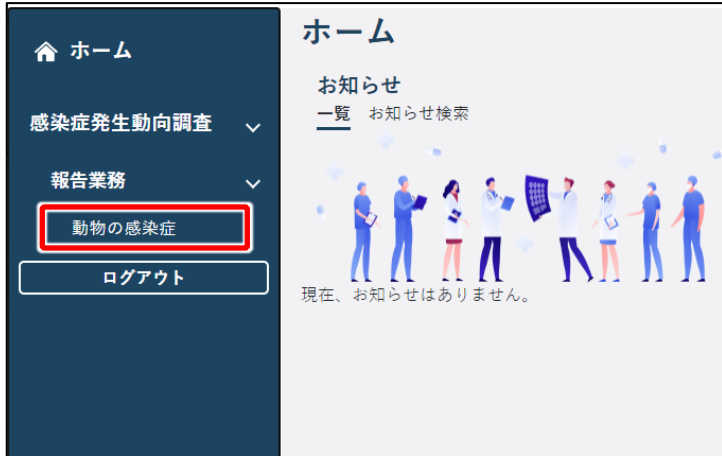 ホーム
感染症発生動向調査
報告業務
動物の感染症
ログアウト
ホーム
お知らせ
一覧 お知らせ検索
現在、お知らせはありません。